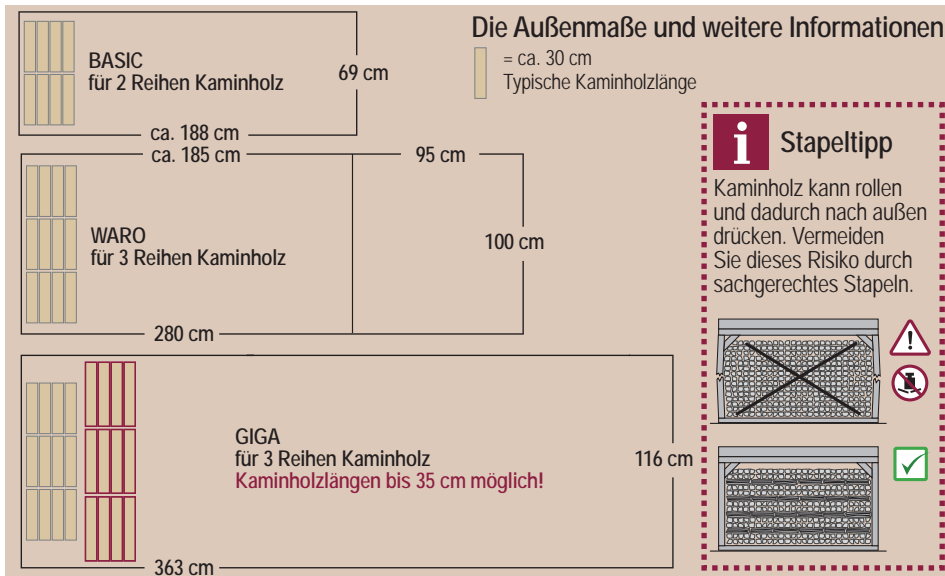 Die Außenmaße und weitere Informationen
= ca. 30 cm
Typische Kaminholzlänge
BASIC
für 2 Reihen Kaminholz
69 cm
ca. 188 cm
ca. 185 cm
95 cm
WARO
für 3 Reihen Kaminholz
100 cm
280 cm
GIGA
für 3 Reihen Kaminholz
Kaminholzlängen bis 35 cm möglich!
116 cm
363 cm
i
Stapeltipp
Kaminholz kann rollen
und dadurch nach außen
drücken. Vermeiden
Sie dieses Risiko durch
sachgerechtes Stapeln.
!